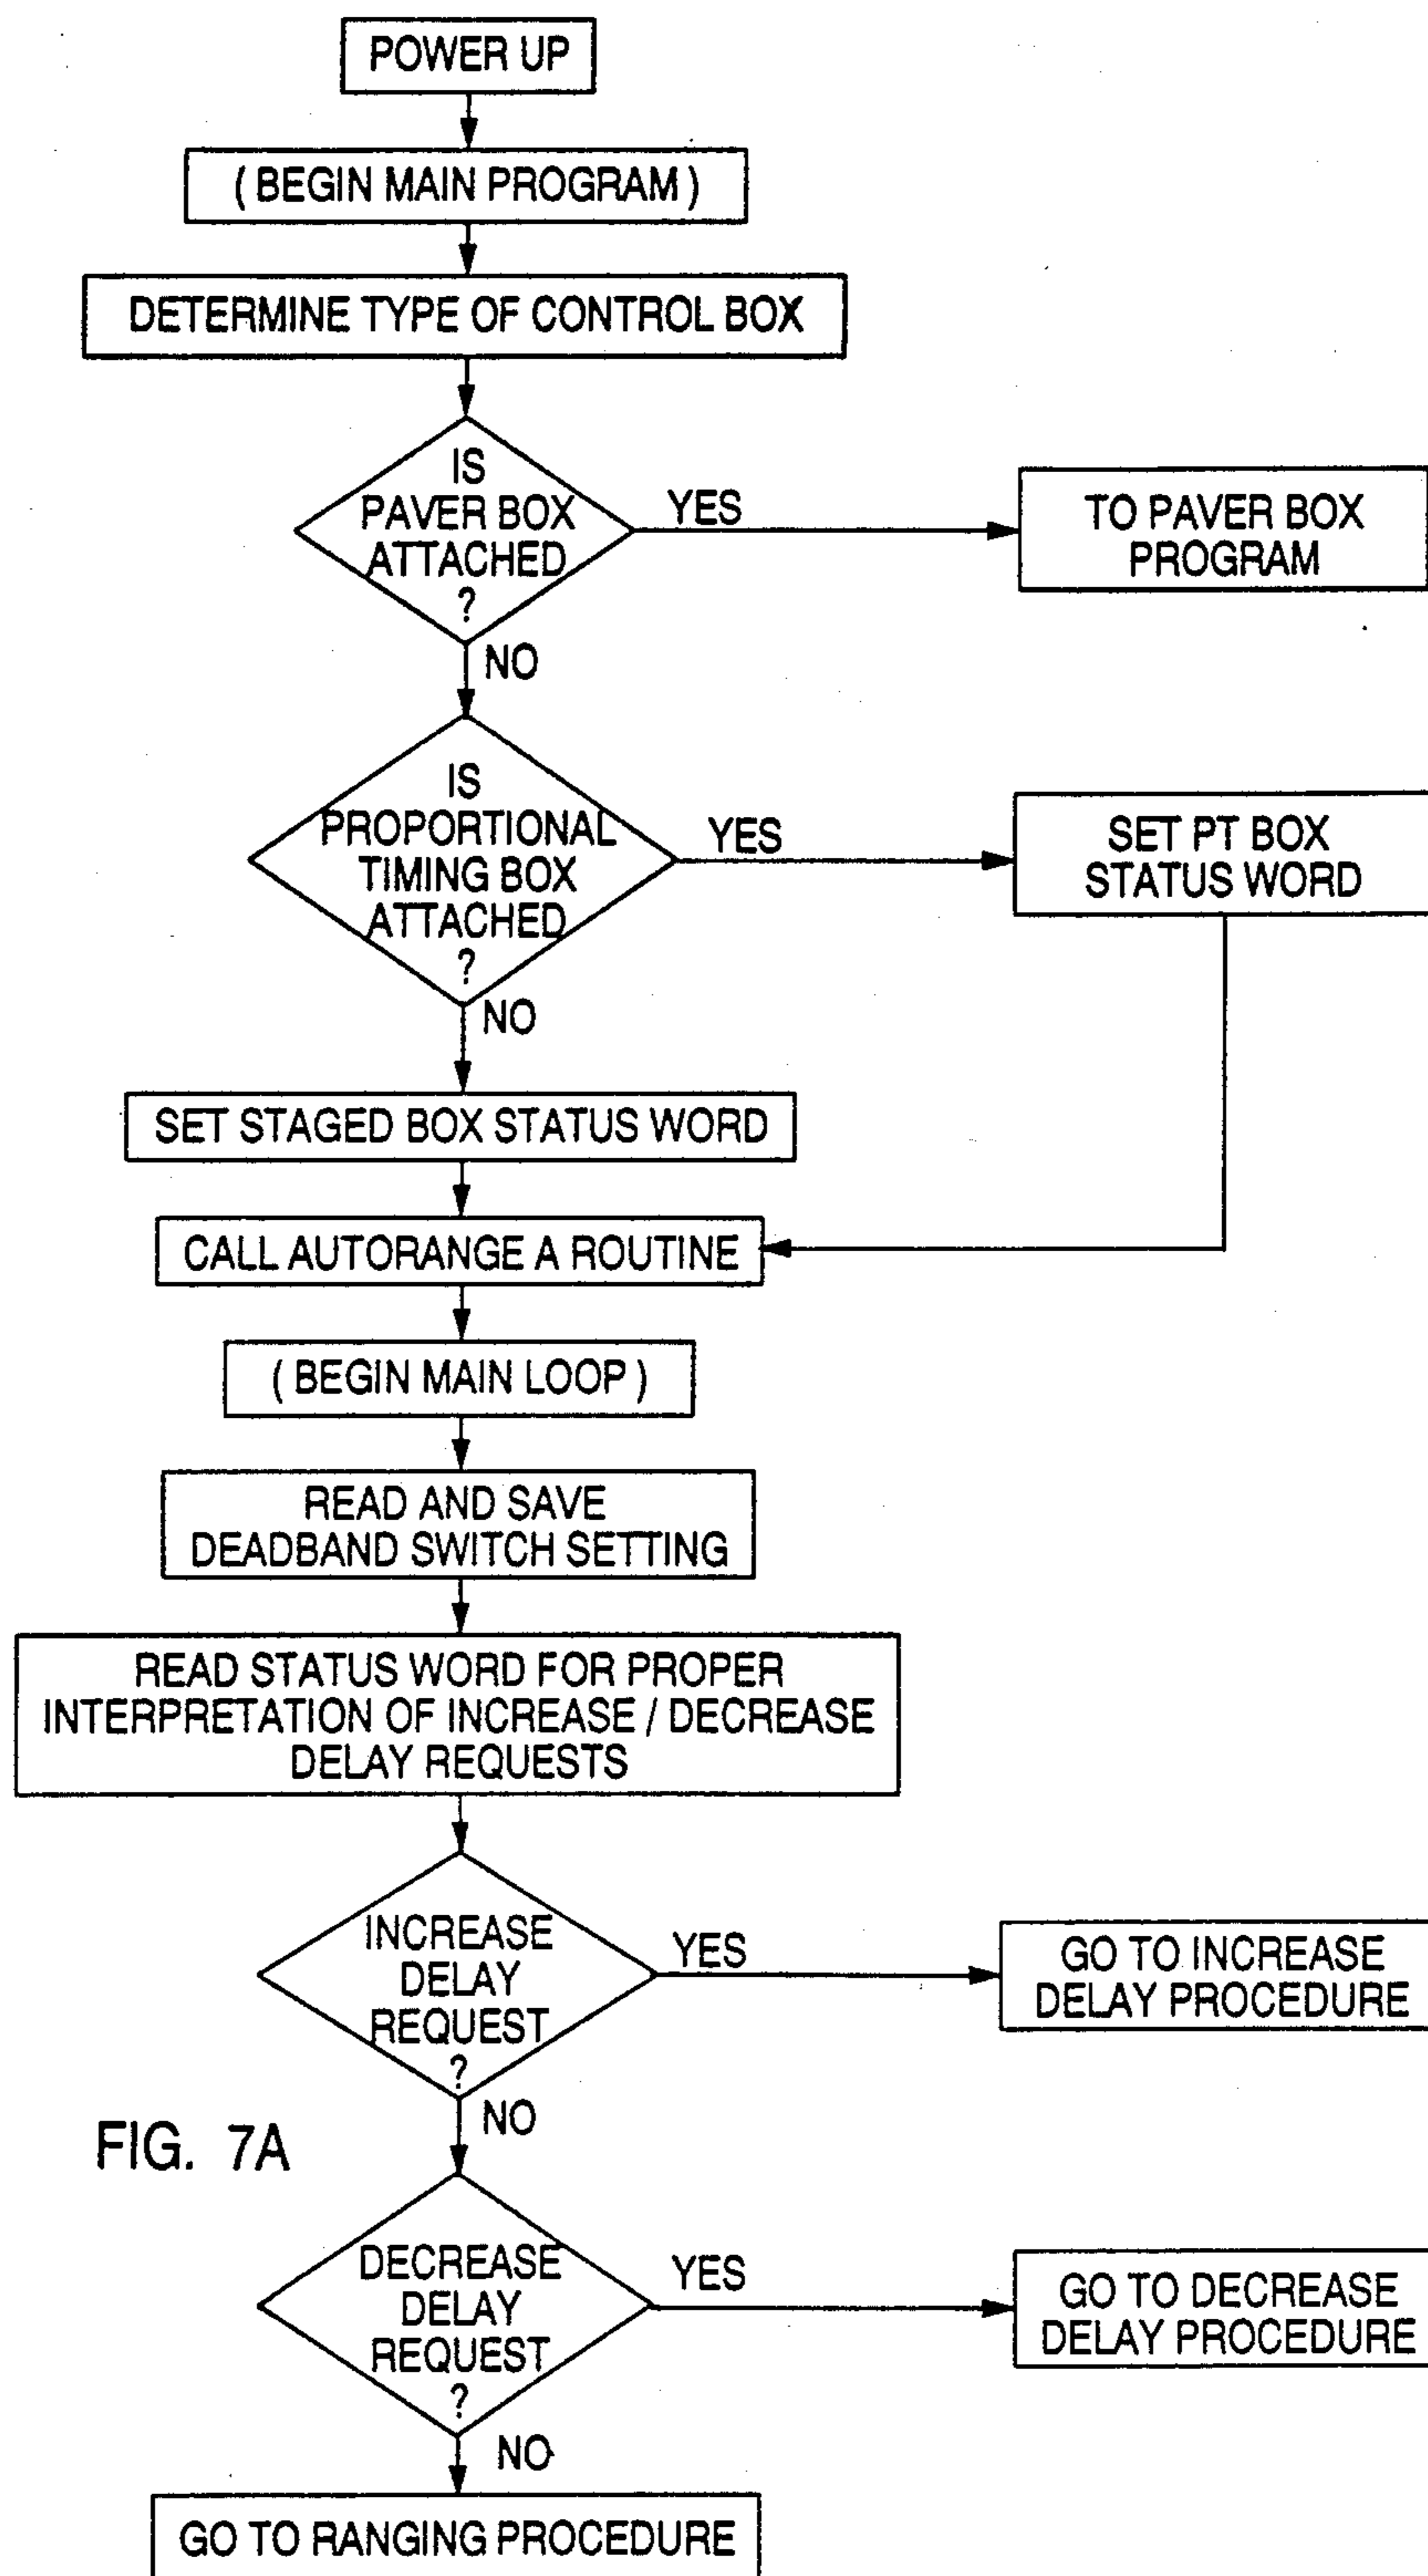 POWER UP
( BEGIN MAIN PROGRAM )
DETERMINE TYPE OF CONTROL BOX
IS
PAVER BOX
ATTACHED
?
YES
TO PAVER BOX
PROGRAM
NO
IS
PROPORTIONAL
TIMING BOX
ATTACHED
?
YES
SET PT BOX
STATUS WORD
NO
SET STAGED BOX STATUS WORD
CALL AUTORANGE A ROUTINE
( BEGIN MAIN LOOP )
READ AND SAVE
DEADBAND SWITCH SETTING
READ STATUS WORD FOR PROPER
INTERPRETATION OF INCREASE / DECREASE
DELAY REQUESTS
INCREASE
DELAY
REQUEST
?
YES
GO TO INCREASE
DELAY PROCEDURE
NO
FIG. 7A
DECREASE
DELAY
REQUEST
?
YES
GO TO DECREASE
DELAY PROCEDURE
NO
GO TO RANGING PROCEDURE